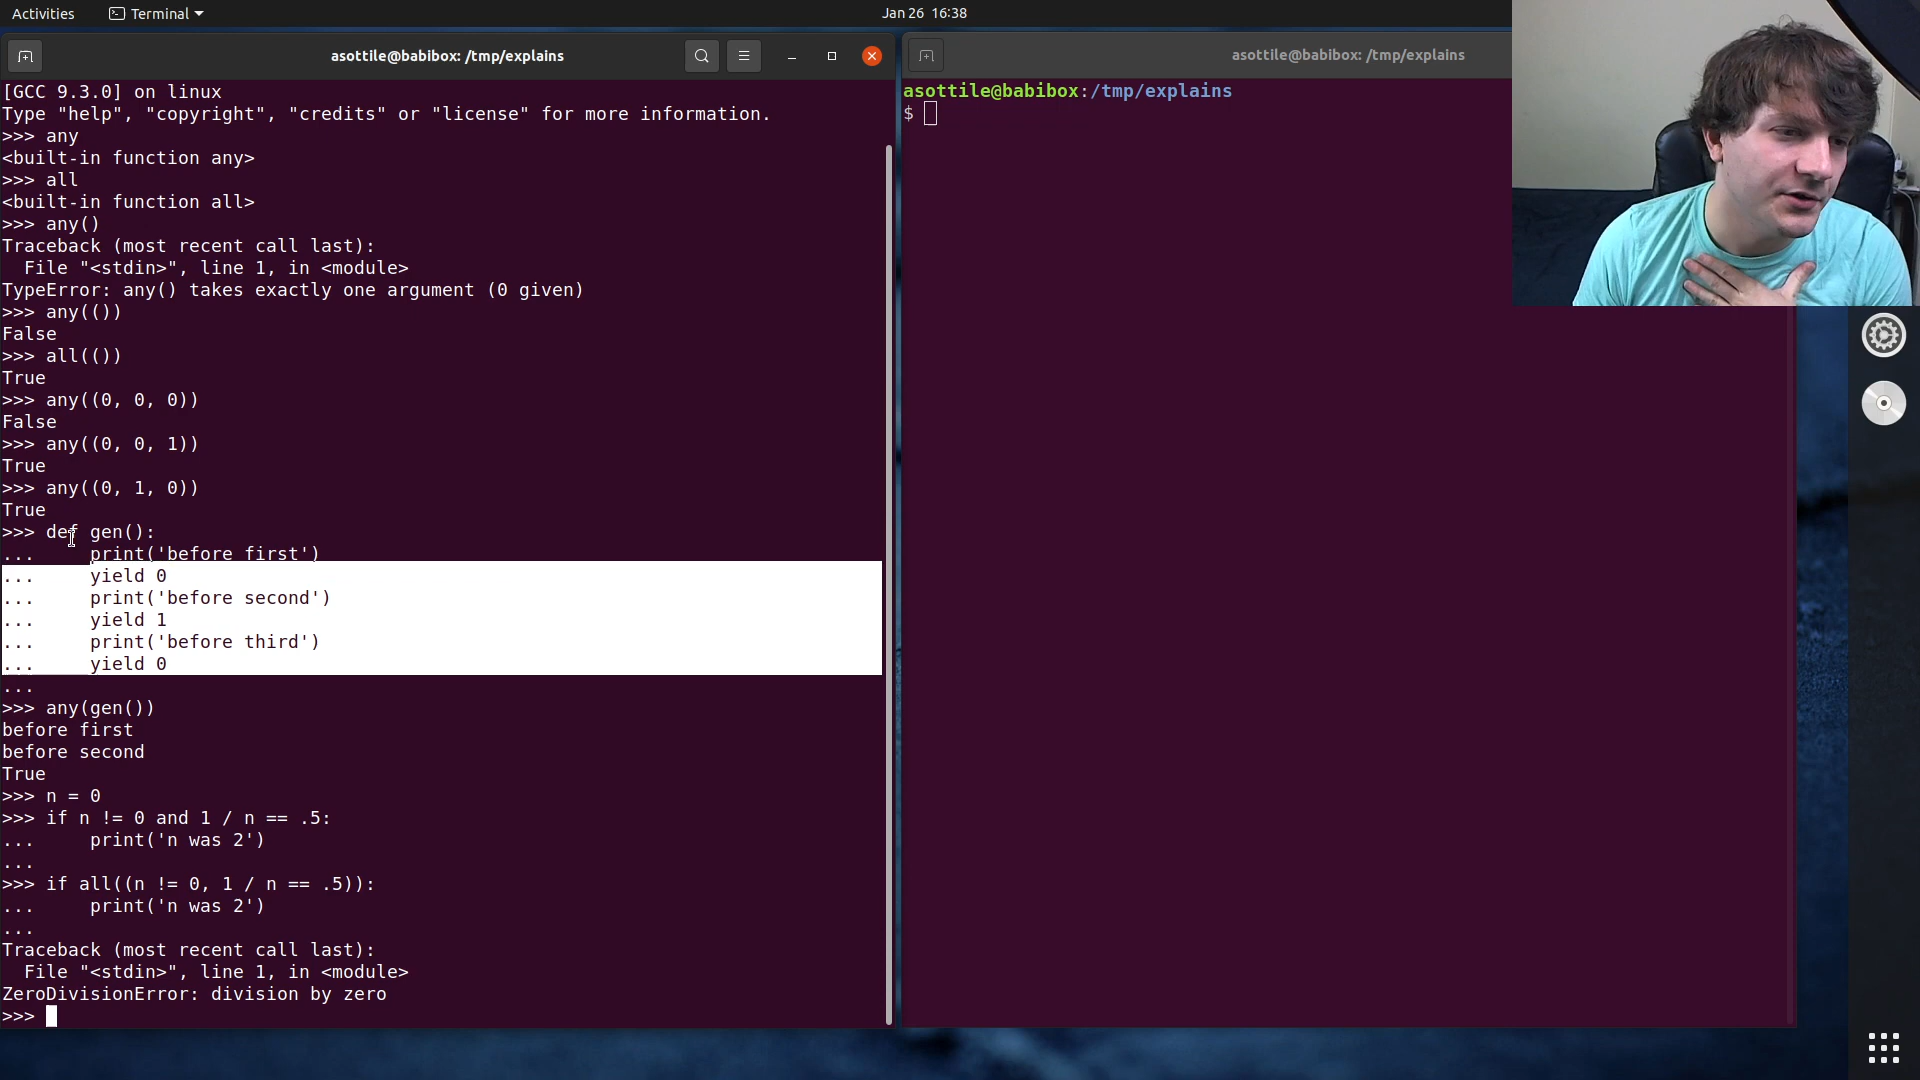 Activities
Terminal
Jan 26 16:38
asottile@babibox: /tmp/explains
[GCC 9.3.0] on linux
Type "help", "copyright", "credits" or "license" for more information.
>>> any
<built-in function any>
>>> all
<built-in function all>
>>> any()
Traceback (most recent call last):
  File "<stdin>", line 1, in <module>
TypeError: any() takes exactly one argument (0 given)
>>> any(())
False
>>> all(())
True
>>> any((0, 0, 0))
False
>>> any((0, 0, 1))
True
>>> any((0, 1, 0))
True
>>> def gen():
...     print('before first')
...     yield 0
...     print('before second')
...     yield 1
...     print('before third')
...     yield 0
...
>>> any(gen())
before first
before second
True
>>> n = 0
>>> if n != 0 and 1 / n == .5:
...     print('n was 2')
...
>>> if all((n != 0, 1 / n == .5)):
...     print('n was 2')
...
Traceback (most recent call last):
  File "<stdin>", line 1, in <module>
ZeroDivisionError: division by zero
>>>
asottile@babibox: /tmp/explains
asottile@babibox:/tmp/explains
$